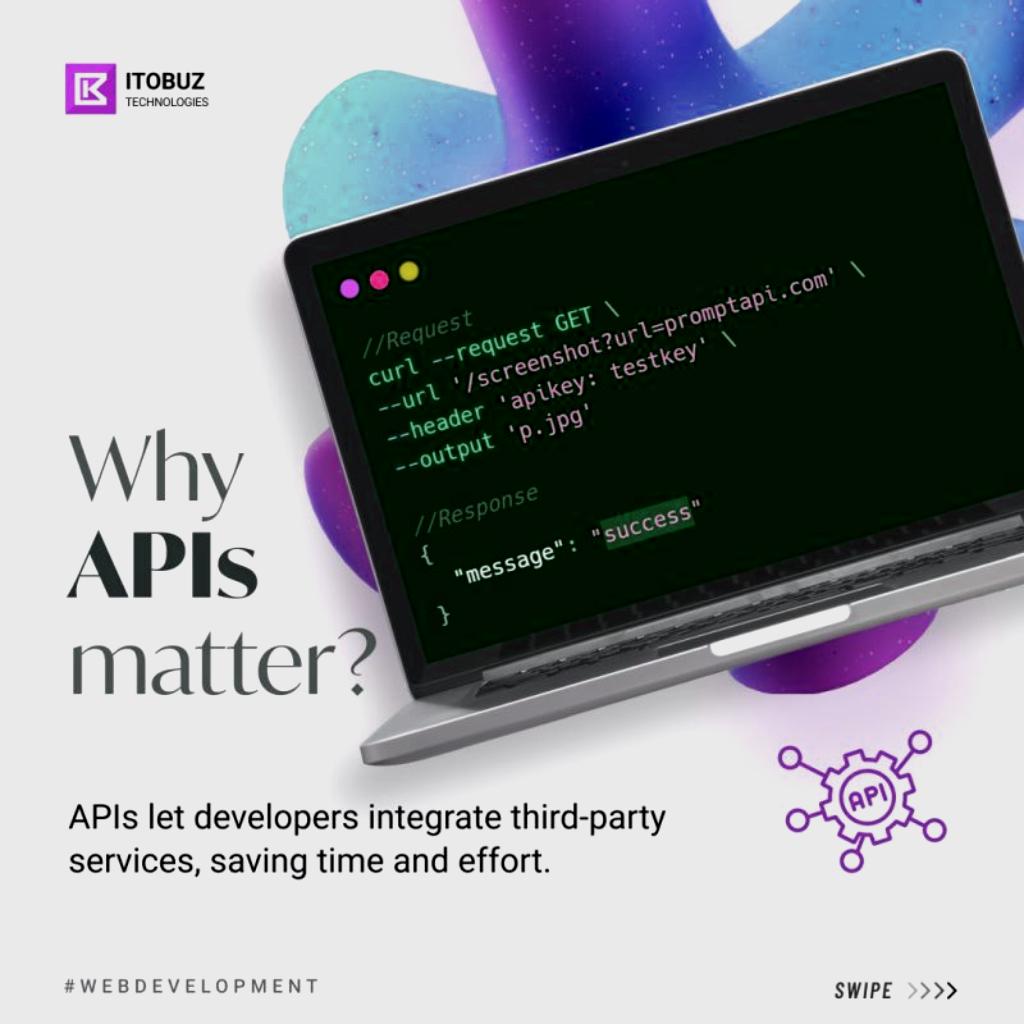 ITOBUZ
TECHNOLOGIES
//Request
curl --request GET \
--url '/screenshot?url=promptapi.com' \
--header 'apikey: testkey' \
--output 'p.jpg'
//Response
{
"message": "success"
}
Why
APIs
matter?
APIs let developers integrate third-party
services, saving time and effort.
API
#WEBDEVELOPMENT
SWIPE >>>>